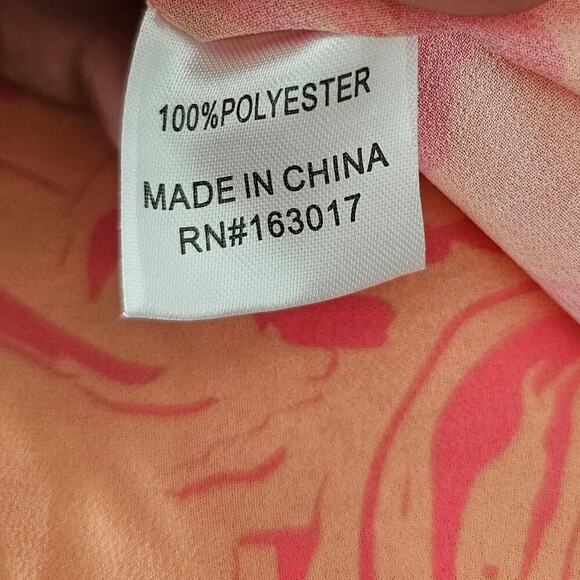 100%POLYESTER
MADE IN CHINA
RN#163017